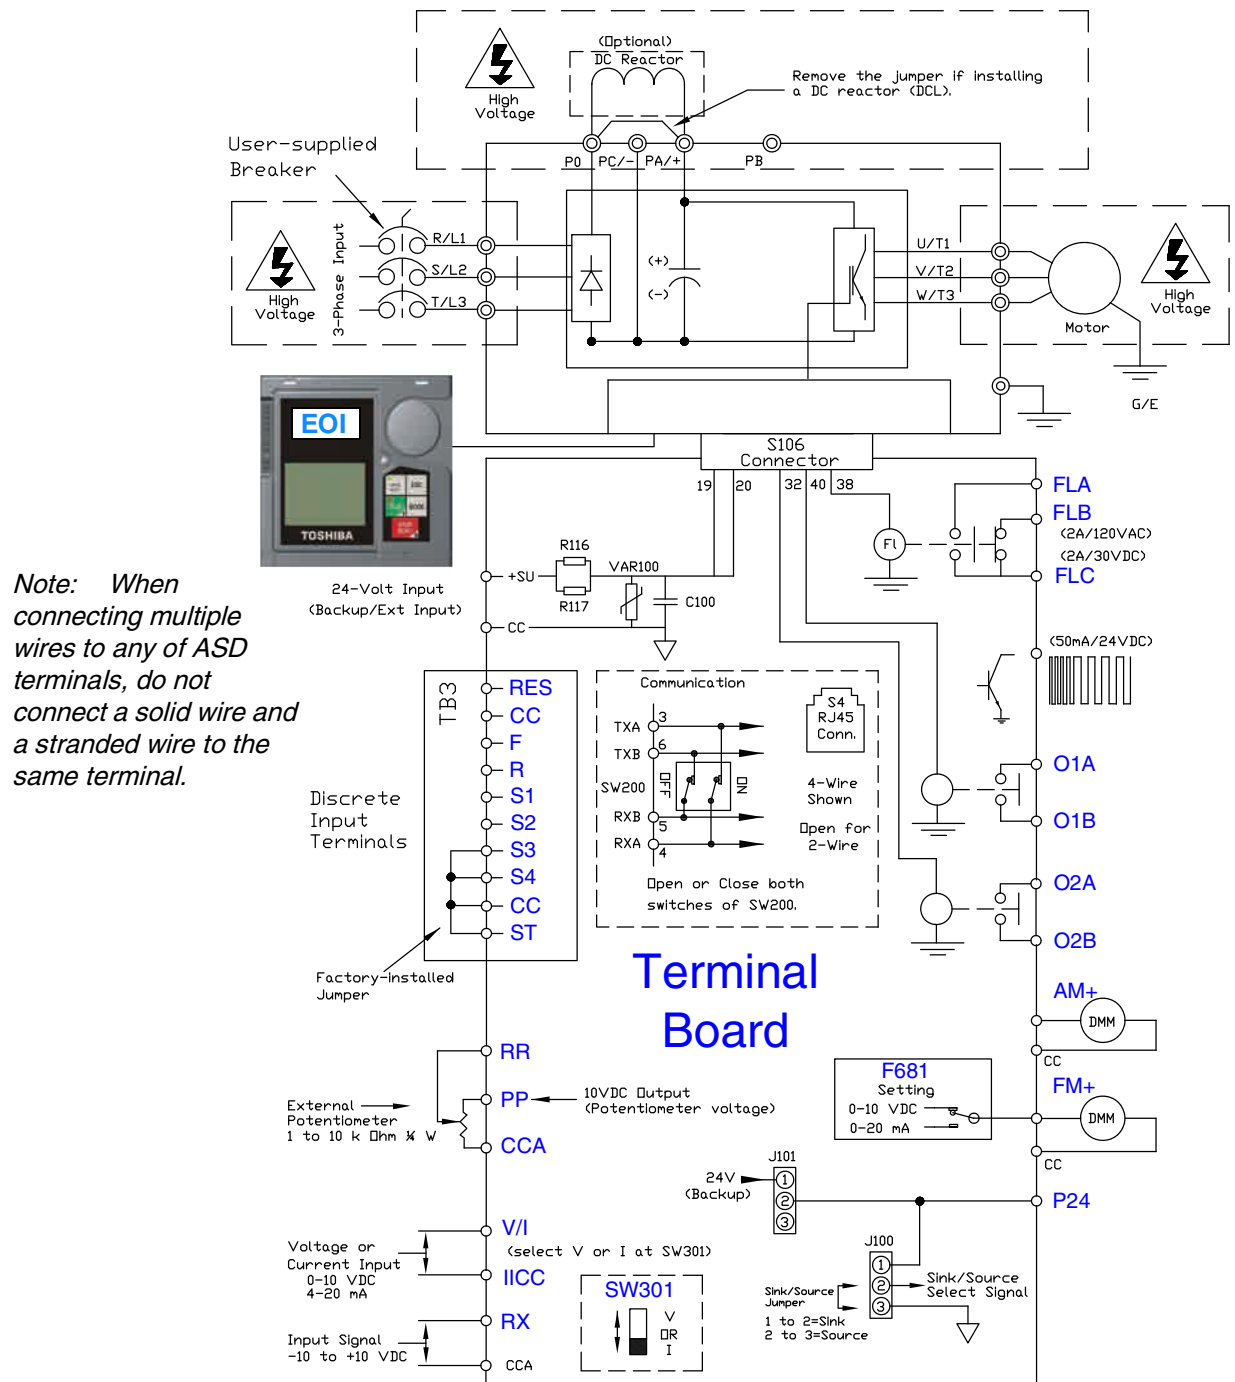 (Optional)
DC Reactor
High
Voltage
Remove the jumper if installing
a DC reactor (DCL).
User-supplied
Breaker
P0
PC/-
PA/+
PB
High
Voltage
3-Phase Input
R/L1
S/L2
T/L3
(+)
(-)
U/T1
V/T2
W/T3
Motor
High
Voltage
G/E
EOI
TOSHIBA
S106
Connector
19
20
32
40
38
FLA
FLB
(2A/120VAC)
(2A/30VDC)
FLC
Fl
R116
R117
VAR100
C100
+SU
CC
24-Volt Input
(Backup/Ext Input)
Note: When
connecting multiple
wires to any of ASD
terminals, do not
connect a solid wire and
a stranded wire to the
same terminal.
(50mA/24VDC)
TB3
RES
CC
F
R
S1
S2
S3
S4
CC
ST
Discrete
Input
Terminals
Factory-installed
Jumper
Communication
TXA
3
TXB
6
SW200
OFF
ON
RXB
5
RXA
4
S4
RJ45
Conn.
4-Wire
Shown
Open for
2-Wire
Open or Close both
switches of SW200.
O1A
O1B
O2A
O2B
Terminal
Board
AM+
DMM
CC
RR
PP
10VDC Output
(Potentiometer voltage)
CCA
External
Potentiometer
1 to 10 k Ohm ¼ W
F681
Setting
0-10 VDC
0-20 mA
FM+
DMM
CC
J101
24V
(Backup)
1
2
3
P24
V/I
(select V or I at SW301)
Voltage or
Current Input
0-10 VDC
4-20 mA
IICC
J100
1
2
3
Sink/Source
Select Signal
Sink/Source
Jumper
1 to 2=Sink
2 to 3=Source
SW301
V
OR
I
RX
Input Signal
-10 to +10 VDC
CCA